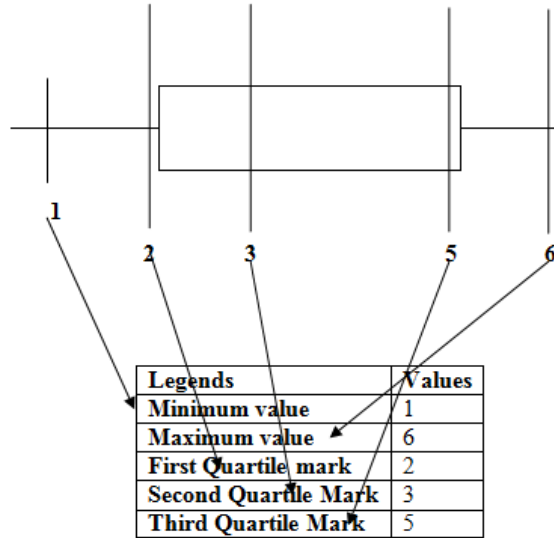 1
2 3 5 6
Legends Values
Minimum value 1
Maximum value 6
First Quartile mark 2
Second Quartile Mark 3
Third Quartile Mark 5